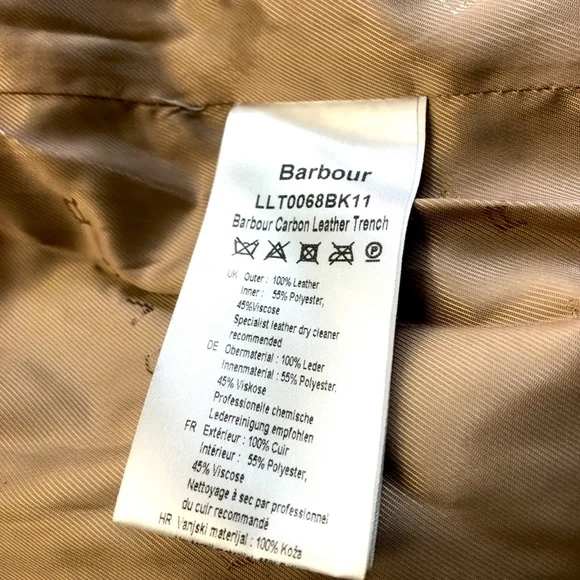 Barbour
LLT0068BK11
Barbour Carbon Leather Trench
P
UK Outer : 100% Leather
Inner : 55% Polyester,
45%Viscose
Specialist leather dry cleaner
recommended
DE Obermaterial : 100% Leder
Innenmaterial : 55% Polyester,
45% Viskose
Professionelle chemische
Lederreinigung empfohlen
FR Extérieur : 100% Cuir
Intérieur : 55% Polyester,
45% Viscose
Nettoyage à sec par professionnel
du cuir recommandé
HR Vanjski materijal : 100% Koža